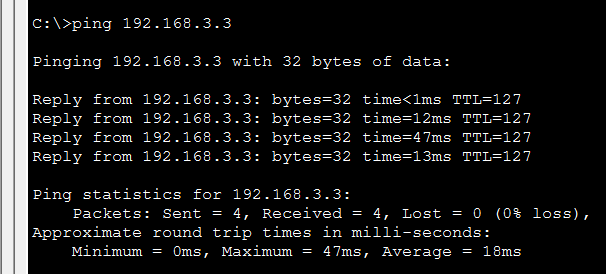 C:\>ping 192.168.3.3
Pinging 192.168.3.3 with 32 bytes of data:
Reply from 192.168.3.3: bytes=32 time<1ms TTL=127
Reply from 192.168.3.3: bytes=32 time=12ms TTL=127
Reply from 192.168.3.3: bytes=32 time=47ms TTL=127
Reply from 192.168.3.3: bytes=32 time=13ms TTL=127
Ping statistics for 192.168.3.3:
    Packets: Sent = 4, Received = 4, Lost = 0 (0% loss),
Approximate round trip times in milli-seconds:
    Minimum = 0ms, Maximum = 47ms, Average = 18ms